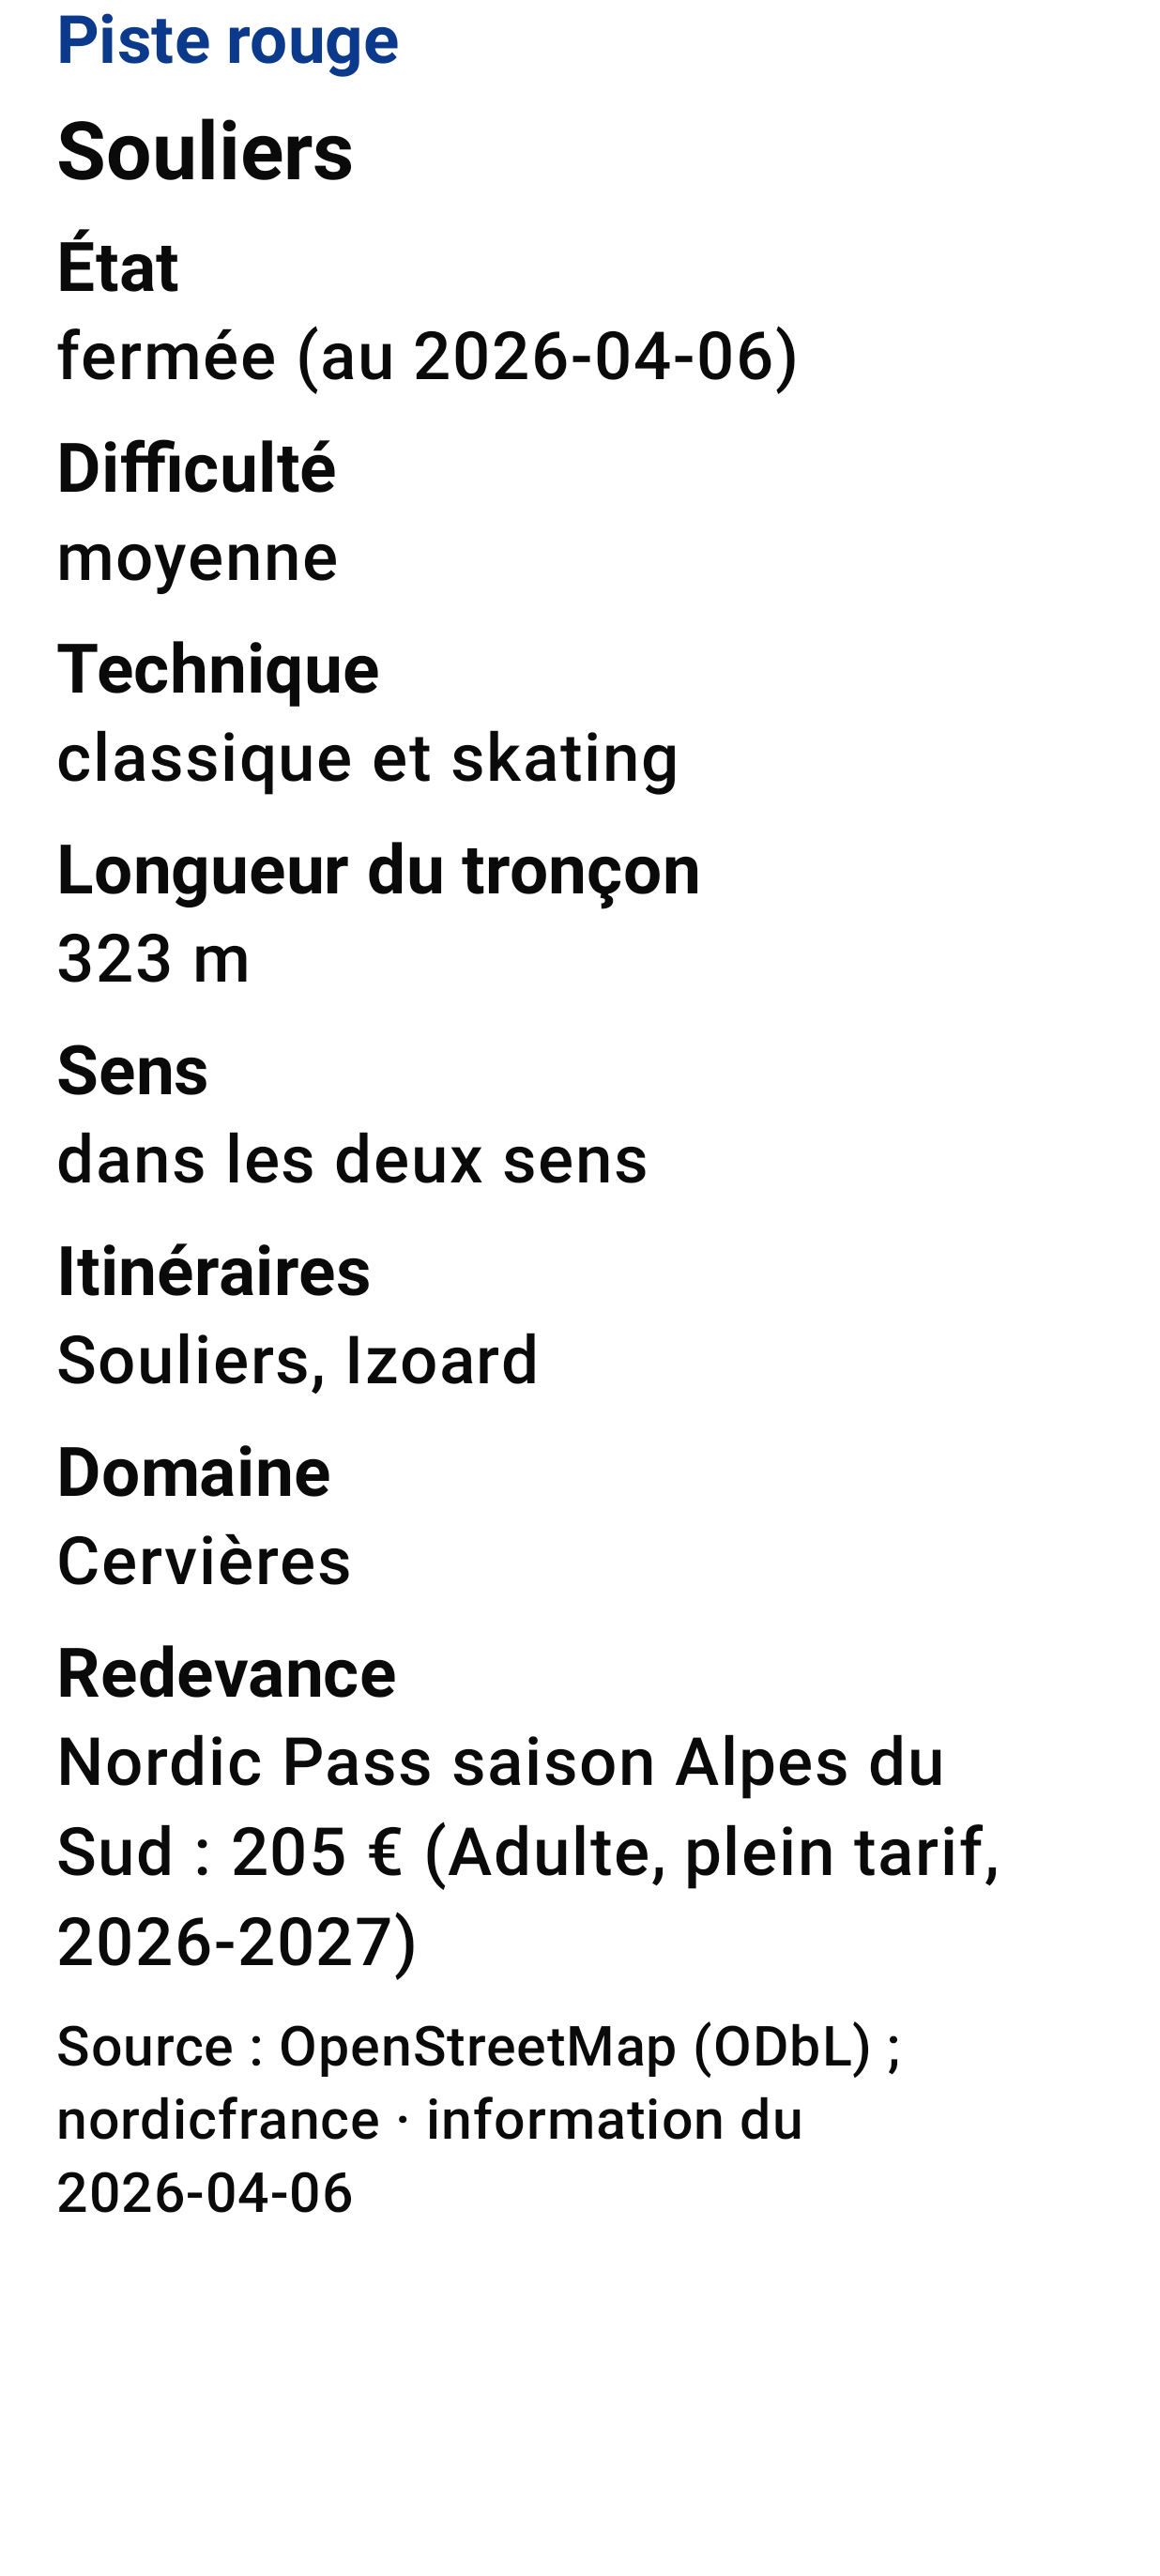 Piste rouge
Souliers
État
fermée (au 2026-04-06)
Difficulté
moyenne
Technique
classique et skating
Longueur du tronçon
323 m
Sens
dans les deux sens
Itinéraires
Souliers, Izoard
Domaine
Cervières
Redevance
Nordic Pass saison Alpes du
Sud : 205 € (Adulte, plein tarif,
2026-2027)
Source : OpenStreetMap (ODbL) ;
nordicfrance · information du
2026-04-06